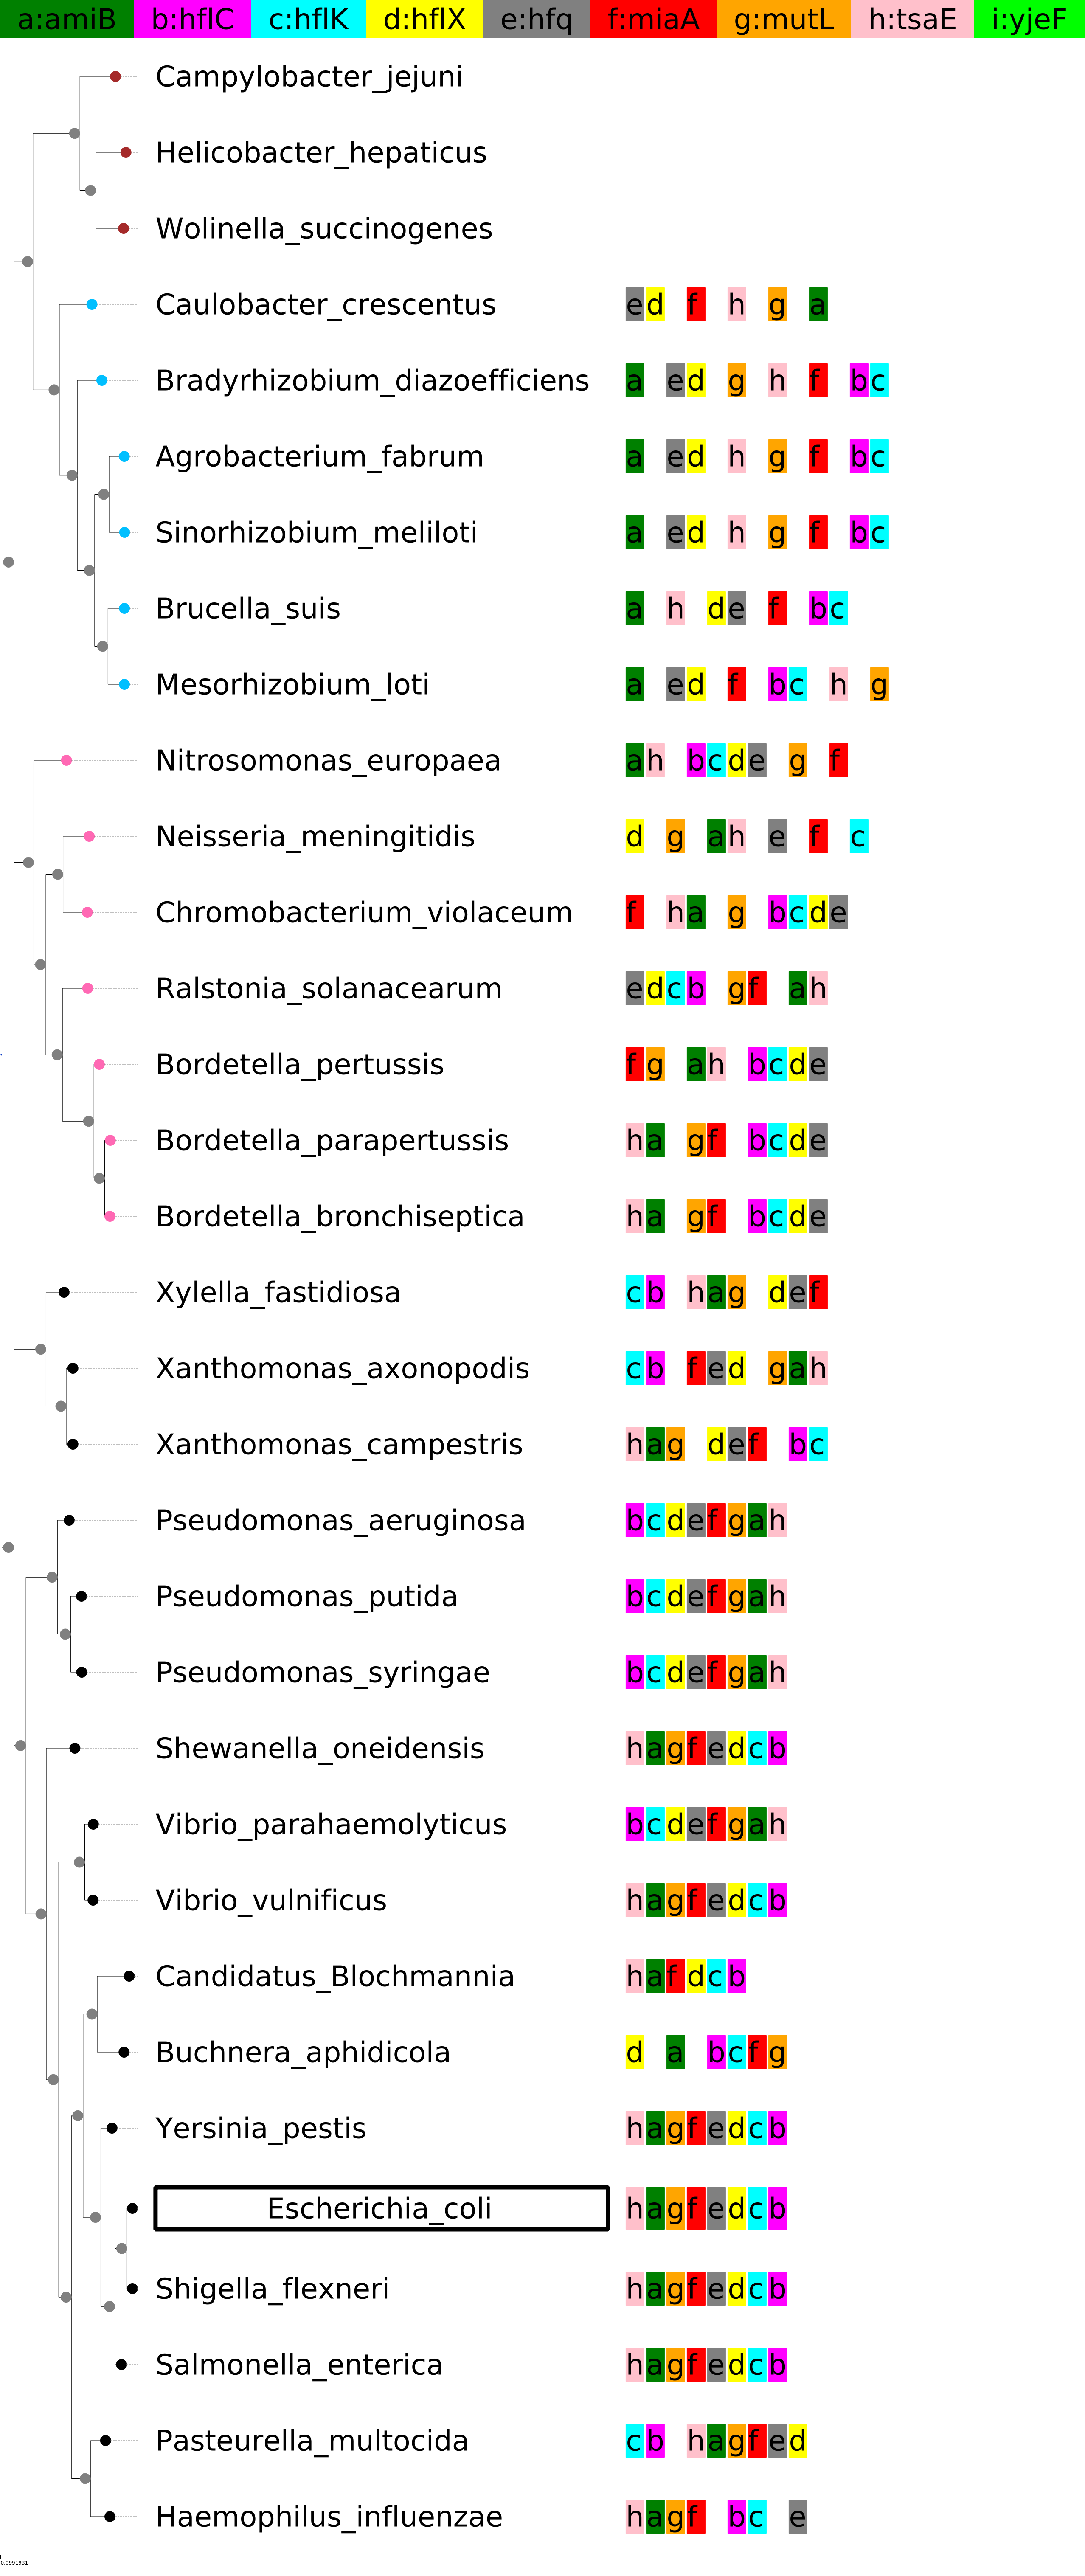 a:amiB b:hflC c:hflK d:hflX e:hfq f:miaA g:mutL h:tsaE i:yjeF
Campylobacter_jejuni
Helicobacter_hepaticus
Wolinella_succinogenes
Caulobacter_crescentus ed f h g a
Bradyrhizobium_diazoefficiens a ed g h f bc
Agrobacterium_fabrum a ed h g f bc
Sinorhizobium_meliloti a ed h g f bc
Brucella_suis a h de f bc
Mesorhizobium_loti a ed f bc h g
Nitrosomonas_europaea ah bcde g f
Neisseria_meningitidis d g ah e f c
Chromobacterium_violaceum f ha g bcde
Ralstonia_solanacearum edcb gf ah
Bordetella_pertussis fg ah bcde
Bordetella_parapertussis ha gf bcde
Bordetella_bronchiseptica ha gf bcde
Xylella_fastidiosa cb hag def
Xanthomonas_axonopodis cb fed gah
Xanthomonas_campestris hag def bc
Pseudomonas_aeruginosa bcdefgah
Pseudomonas_putida bcdefgah
Pseudomonas_syringae bcdefgah
Shewanella_oneidensis hagfedcb
Vibrio_parahaemolyticus bcdefgah
Vibrio_vulnificus hagfedcb
Candidatus_Blochmannia hafdcb
Buchnera_aphidicola d a bcfg
Yersinia_pestis hagfedcb
Escherichia_coli hagfedcb
Shigella_flexneri hagfedcb
Salmonella_enterica hagfedcb
Pasteurella_multocida cb hagfed
Haemophilus_influenzae hagf bc e
0.0991931